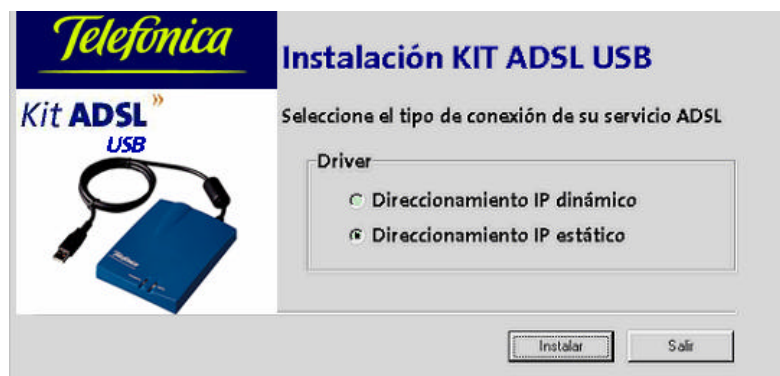 Telefónica
Instalación KIT ADSL USB
Kit ADSL»
USB
Seleccione el tipo de conexión de su servicio ADSL
Driver
Direccionamiento IP dinámico
Direccionamiento IP estático
Instalar
Salir